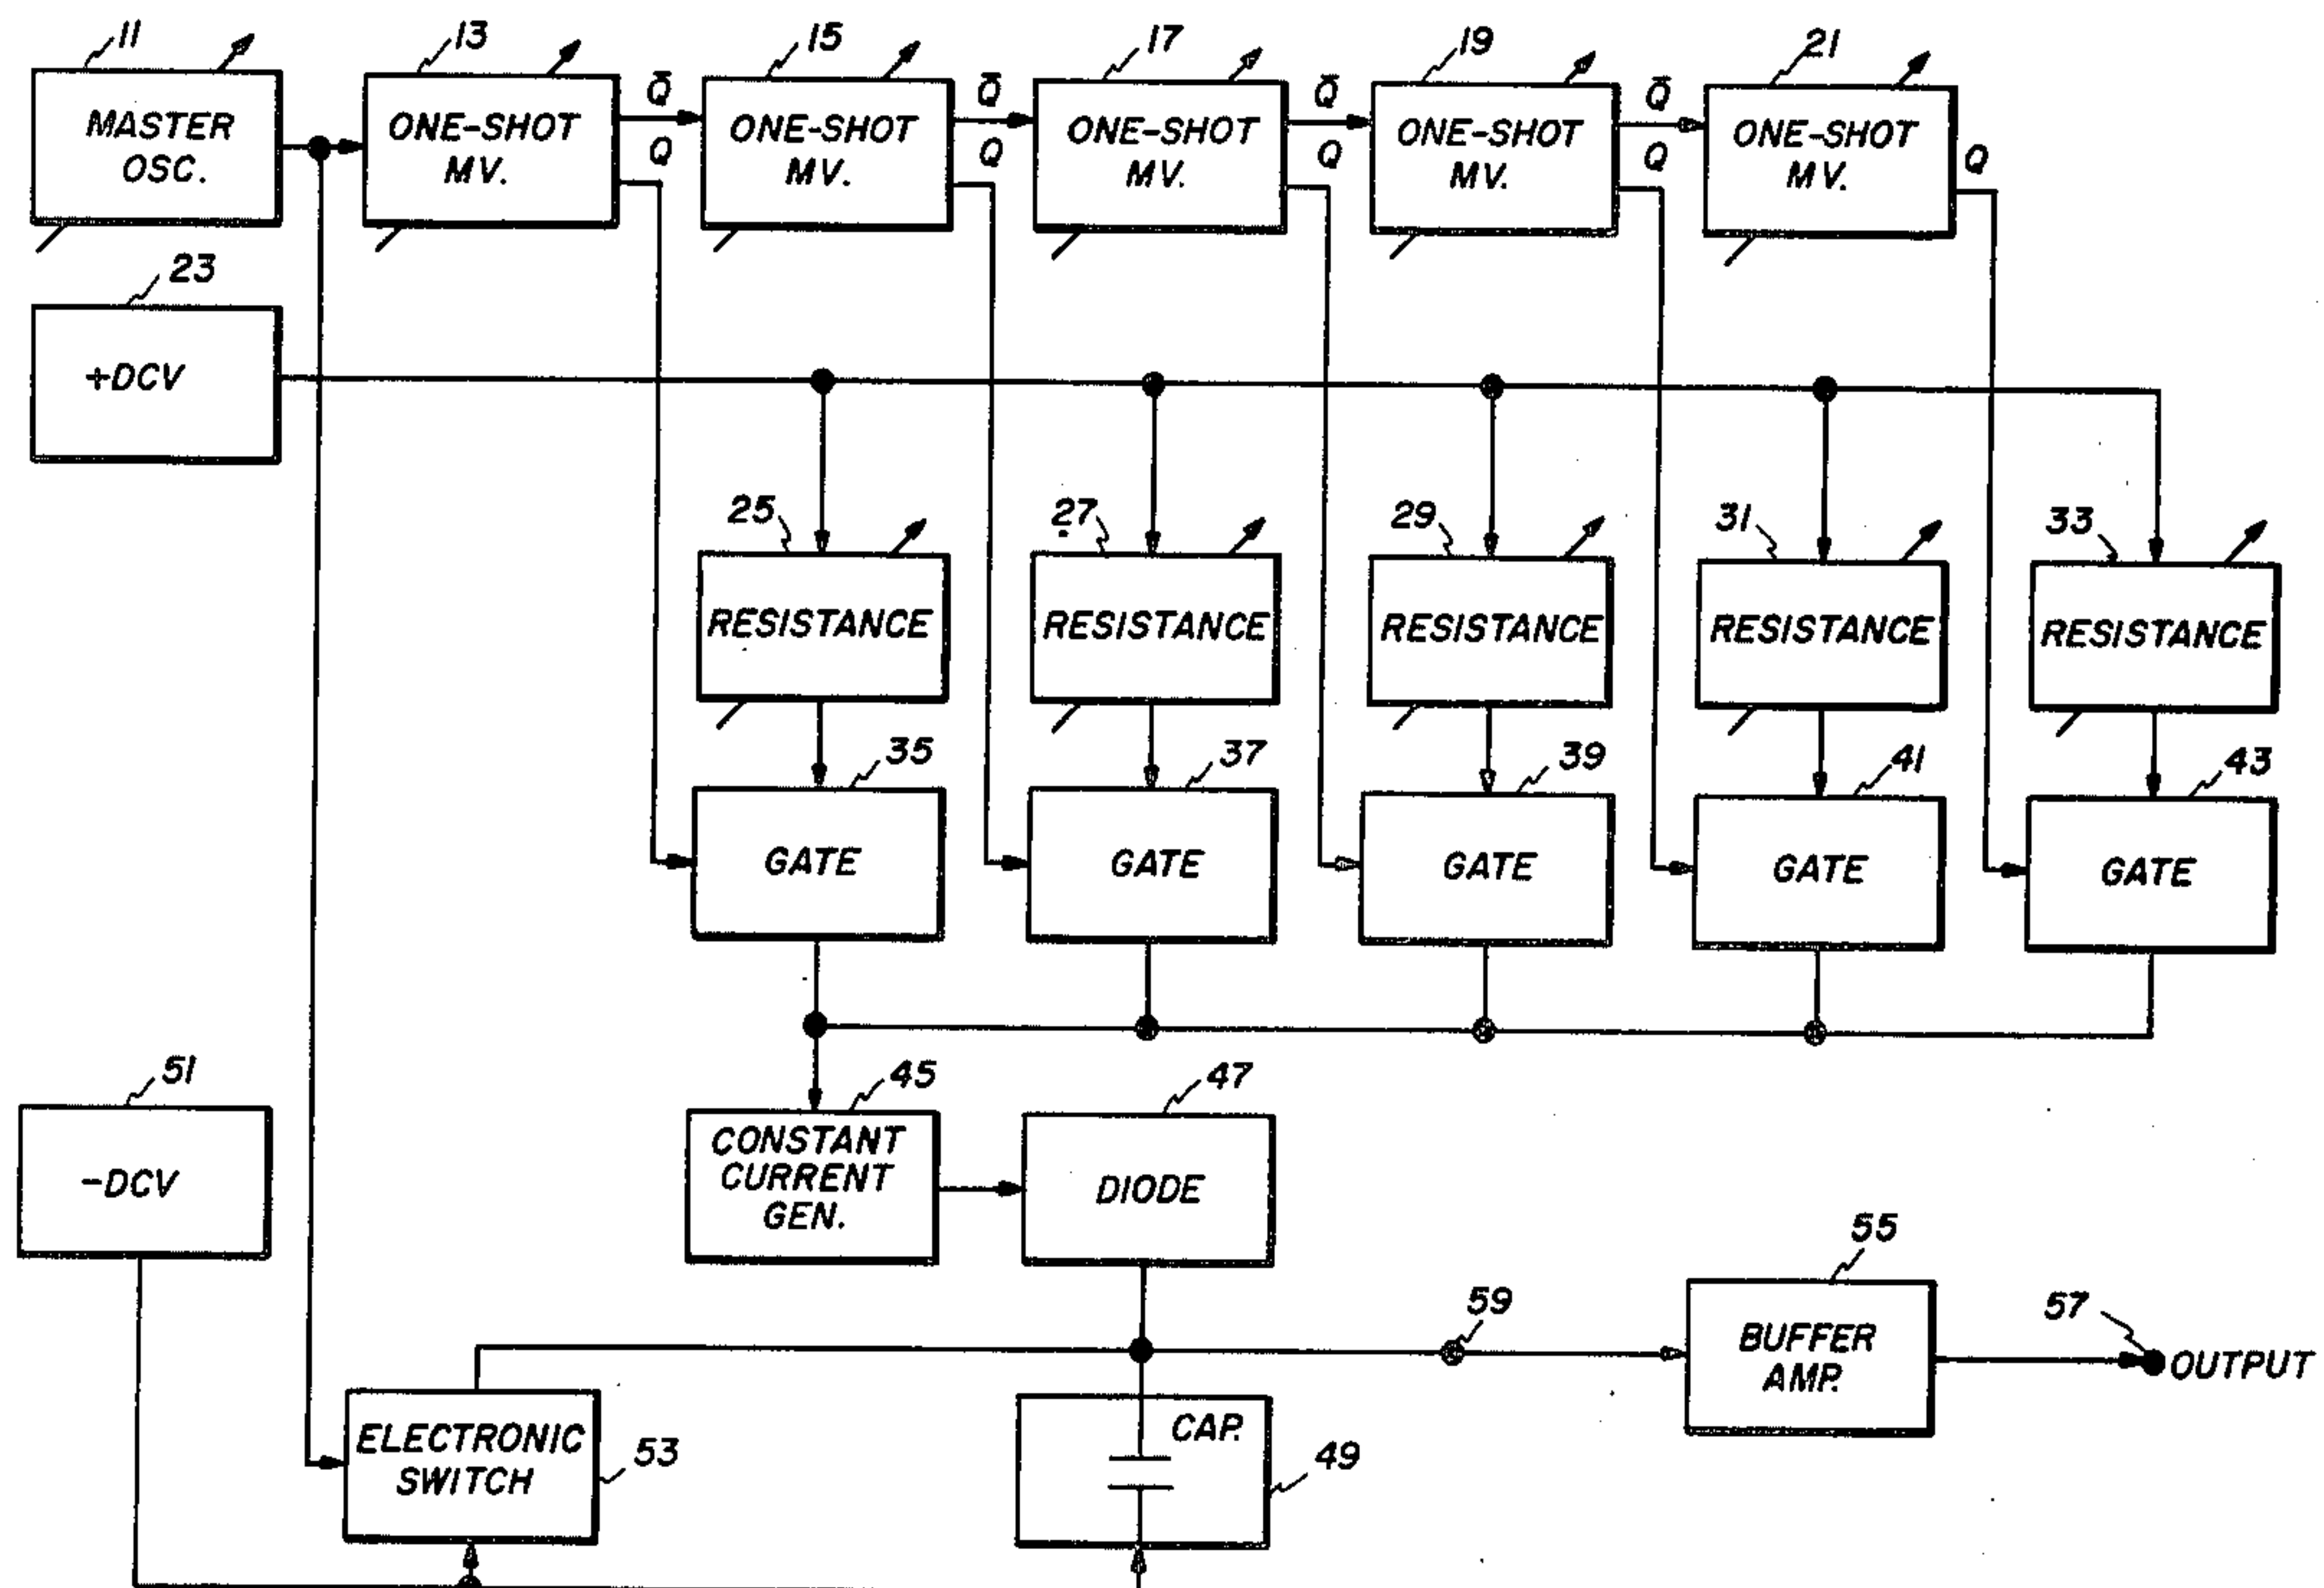 11
13
15
17
19
21
MASTER
OSC.
ONE-SHOT
MV.
Q̄
Q
ONE-SHOT
MV.
Q̄
Q
ONE-SHOT
MV.
Q̄
Q
ONE-SHOT
MV.
Q̄
Q
ONE-SHOT
MV.
Q
23
+DCV
25
27
29
31
33
RESISTANCE
RESISTANCE
RESISTANCE
RESISTANCE
RESISTANCE
35
37
39
41
43
GATE
GATE
GATE
GATE
GATE
51
-DCV
45
47
CONSTANT
CURRENT
GEN.
DIODE
55
59
57
BUFFER
AMP.
OUTPUT
ELECTRONIC
SWITCH
53
CAP.
49